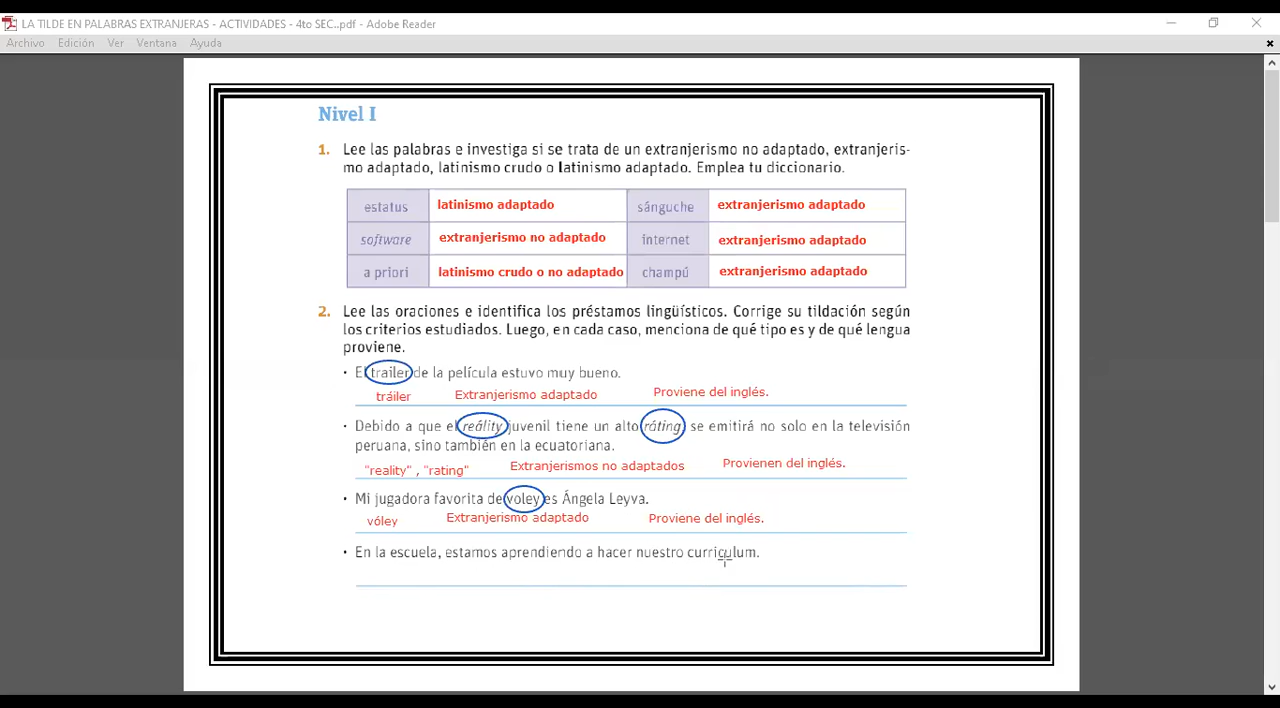 LA TILDE EN PALABRAS EXTRANJERAS - ACTIVIDADES - 4to SEC..pdf - Adobe Reader
Archivo Edición Ver Ventana Ayuda
Nivel I
1. Lee las palabras e investiga si se trata de un extranjerismo no adaptado, extranjeris-
mo adaptado, latinismo crudo o latinismo adaptado. Emplea tu diccionario.
estatus latinismo adaptado sánguche extranjerismo adaptado
software extranjerismo no adaptado internet extranjerismo adaptado
a priori latinismo crudo o no adaptado champú extranjerismo adaptado
2. Lee las oraciones e identifica los préstamos lingüísticos. Corrige su tildación según
los criterios estudiados. Luego, en cada caso, menciona de qué tipo es y de qué lengua
proviene.
• El trailer de la película estuvo muy bueno.
tráiler Extranjerismo adaptado Proviene del inglés.
• Debido a que el reálity juvenil tiene un alto ráting, se emitirá no solo en la televisión
peruana, sino también en la ecuatoriana.
"reality" , "rating" Extranjerismos no adaptados Provienen del inglés.
• Mi jugadora favorita de voley es Ángela Leyva.
vóley Extranjerismo adaptado Proviene del inglés.
• En la escuela, estamos aprendiendo a hacer nuestro curriculum.